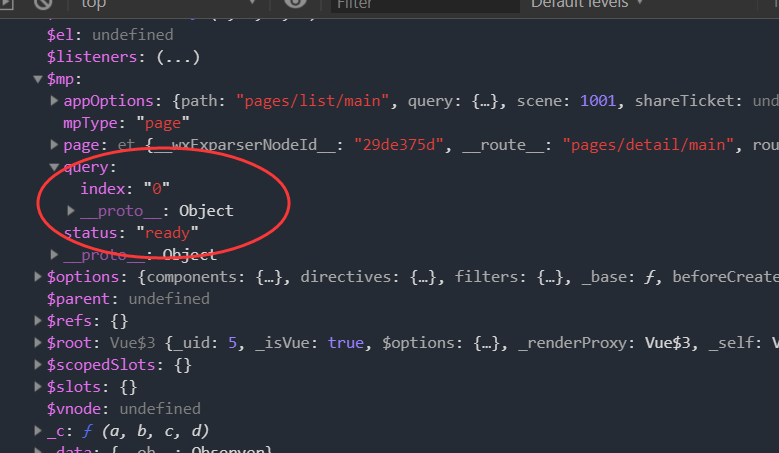 top Filter Default levels
$el: undefined
$listeners: (...)
$mp:
appOptions: {path: "pages/list/main", query: {…}, scene: 1001, shareTicket: und
mpType: "page"
page: et {__wxExparserNodeId__: "29de375d", __route__: "pages/detail/main", rou
query:
index: "0"
__proto__: Object
status: "ready"
__proto__: Object
$options: {components: {…}, directives: {…}, filters: {…}, _base: ƒ, beforeCreate
$parent: undefined
$refs: {}
$root: Vue$3 {_uid: 5, _isVue: true, $options: {…}, _renderProxy: Vue$3, _self: V
$scopedSlots: {}
$slots: {}
$vnode: undefined
_c: ƒ (a, b, c, d)
_data: {__ob__: Observer}